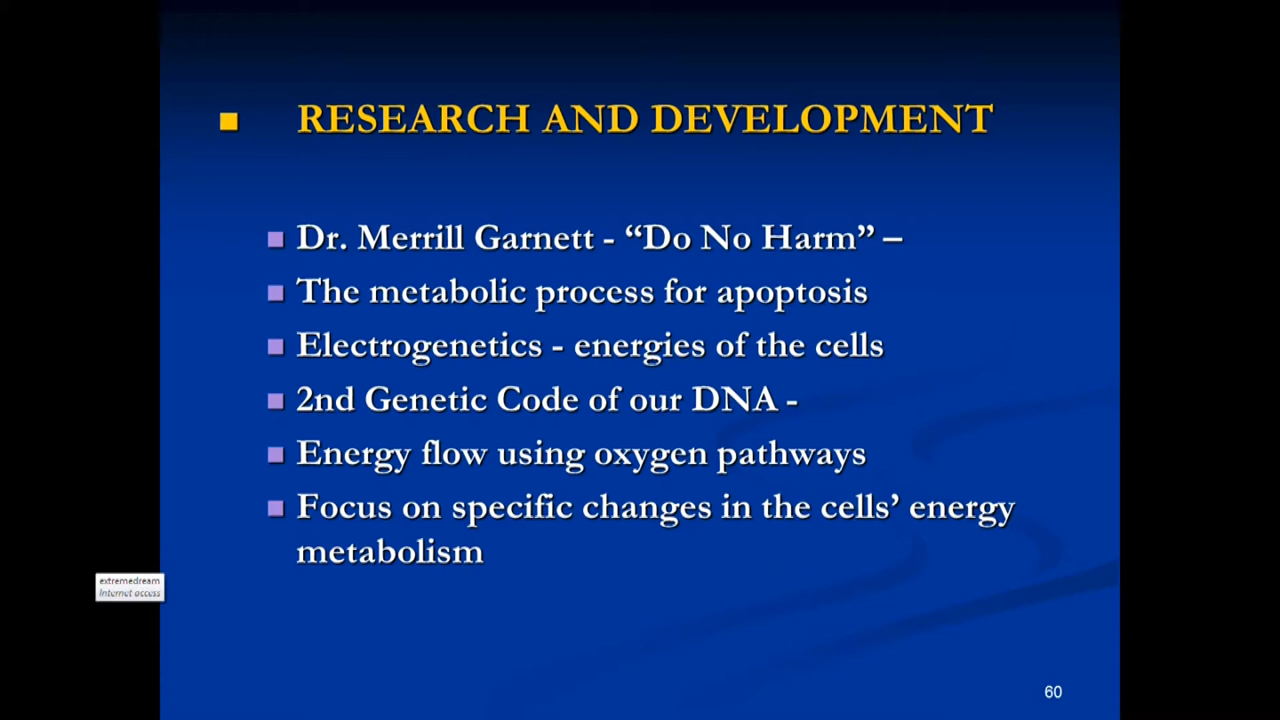 RESEARCH AND DEVELOPMENT
Dr. Merrill Garnett - “Do No Harm” –
The metabolic process for apoptosis
Electrogenetics - energies of the cells
2nd Genetic Code of our DNA -
Energy flow using oxygen pathways
Focus on specific changes in the cells’ energy
metabolism
extremedream
Internet access
60